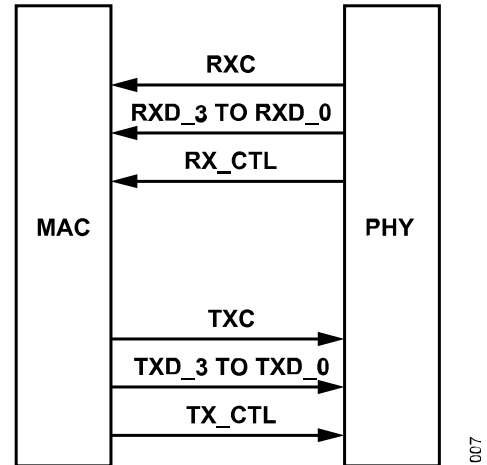 RXC
RXD_3 TO RXD_0
RX_CTL
MAC
PHY
TXC
TXD_3 TO TXD_0
TX_CTL
007